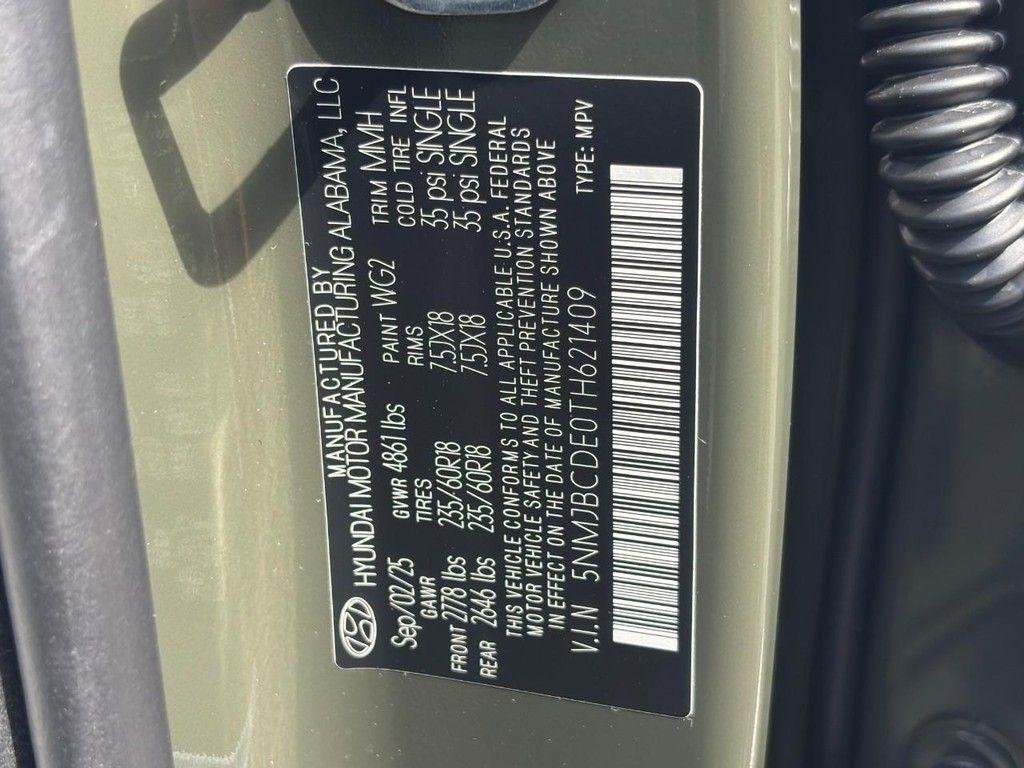 MANUFACTURED BY
HYUNDAI MOTOR MANUFACTURING ALABAMA, LLC
Sep/02/25 GVWR 4861 lbs PAINT WG2 TRIM MMH
GAWR TIRES RIMS COLD TIRE INFL
FRONT 2778 lbs 235/60R18 7.5JX18 35 psi SINGLE
REAR 2646 lbs 235/60R18 7.5JX18 35 psi SINGLE
THIS VEHICLE CONFORMS TO ALL APPLICABLE U.S.A. FEDERAL
MOTOR VEHICLE SAFETY AND THEFT PREVENTION STANDARDS
IN EFFECT ON THE DATE OF MANUFACTURE SHOWN ABOVE
V.I.N 5NMJBCDE0TH621409 TYPE: MPV